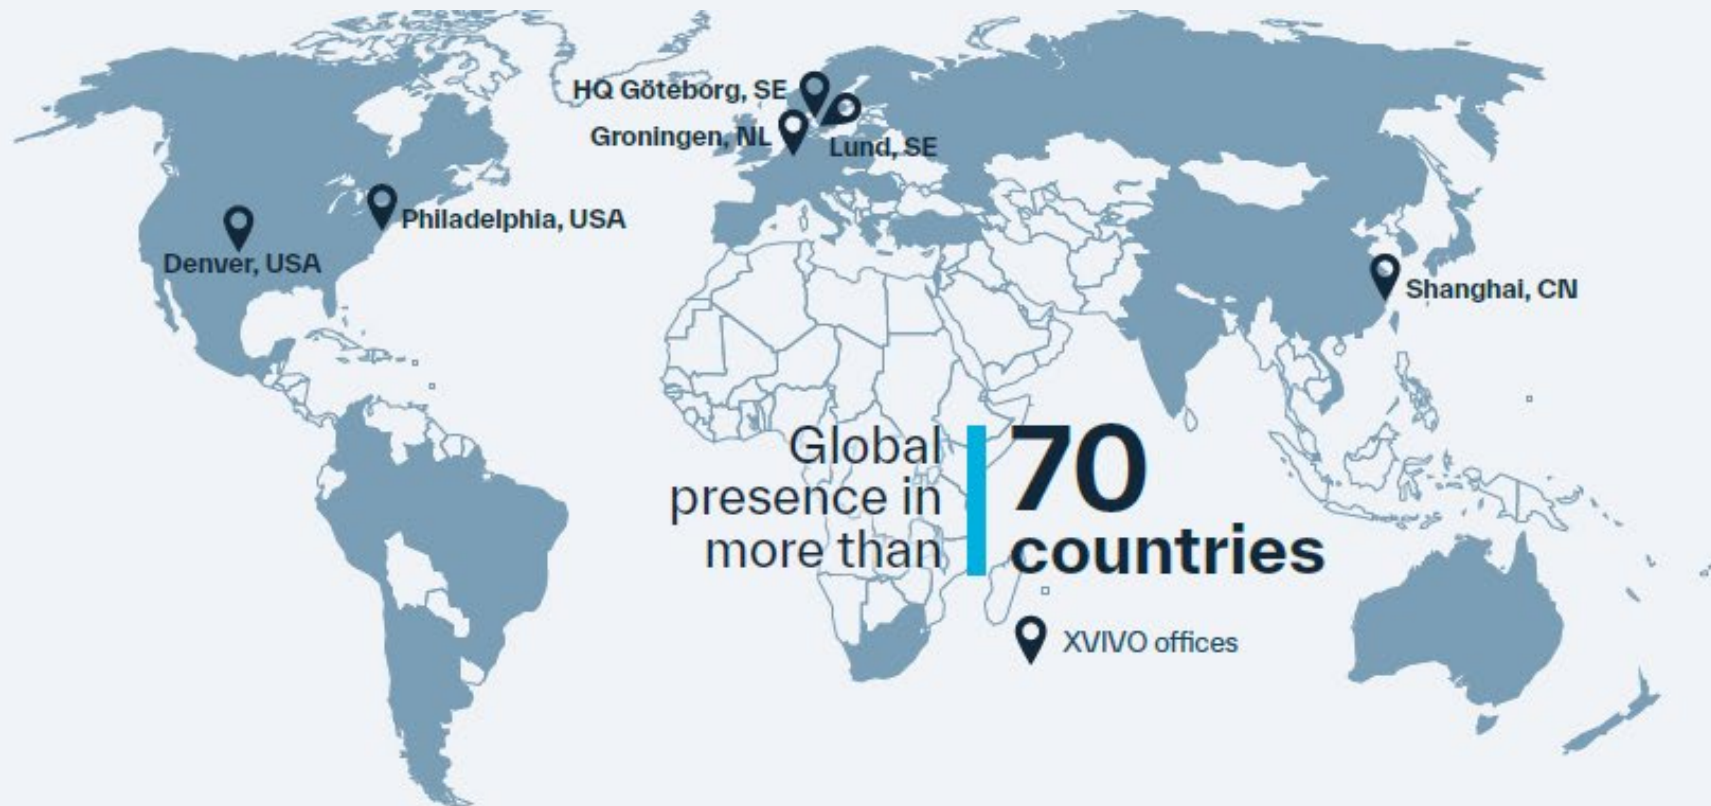 HQ Göteborg, SE
Groningen, NL
Lund, SE
Philadelphia, USA
Denver, USA
Shanghai, CN
Global
presence in
more than
70
countries
XVIVO offices